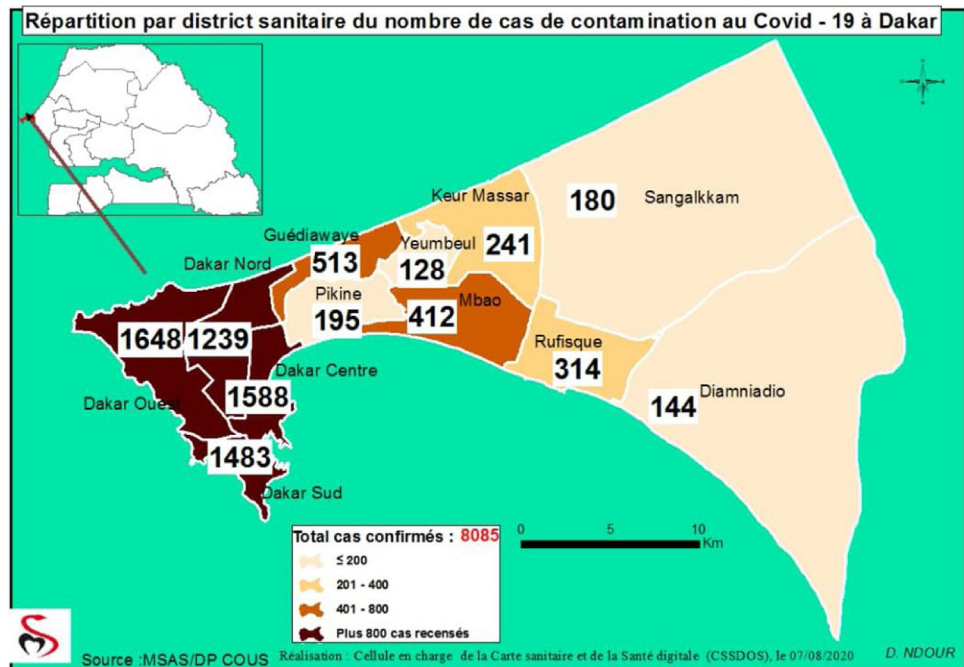 Répartition par district sanitaire du nombre de cas de contamination au Covid - 19 à Dakar
Keur Massar
180
Sangalkkam
Guédiawaye
Yeumbeul
241
513
128
Dakar Nord
Pikine
Mbao
195
412
1648
1239
Rufisque
314
Dakar Centre
Diamniadio
1588
144
Dakar Ouest
1483
Dakar Sud
0 5 10
Km
Total cas confirmés : 8085
≤ 200
201 - 400
401 - 800
Plus 800 cas recensés
Source :MSAS/DP COUS
Réalisation : Cellule en charge de la Carte sanitaire et de la Santé digitale (CSSDOS), le 07/08/2020
D. NDOUR